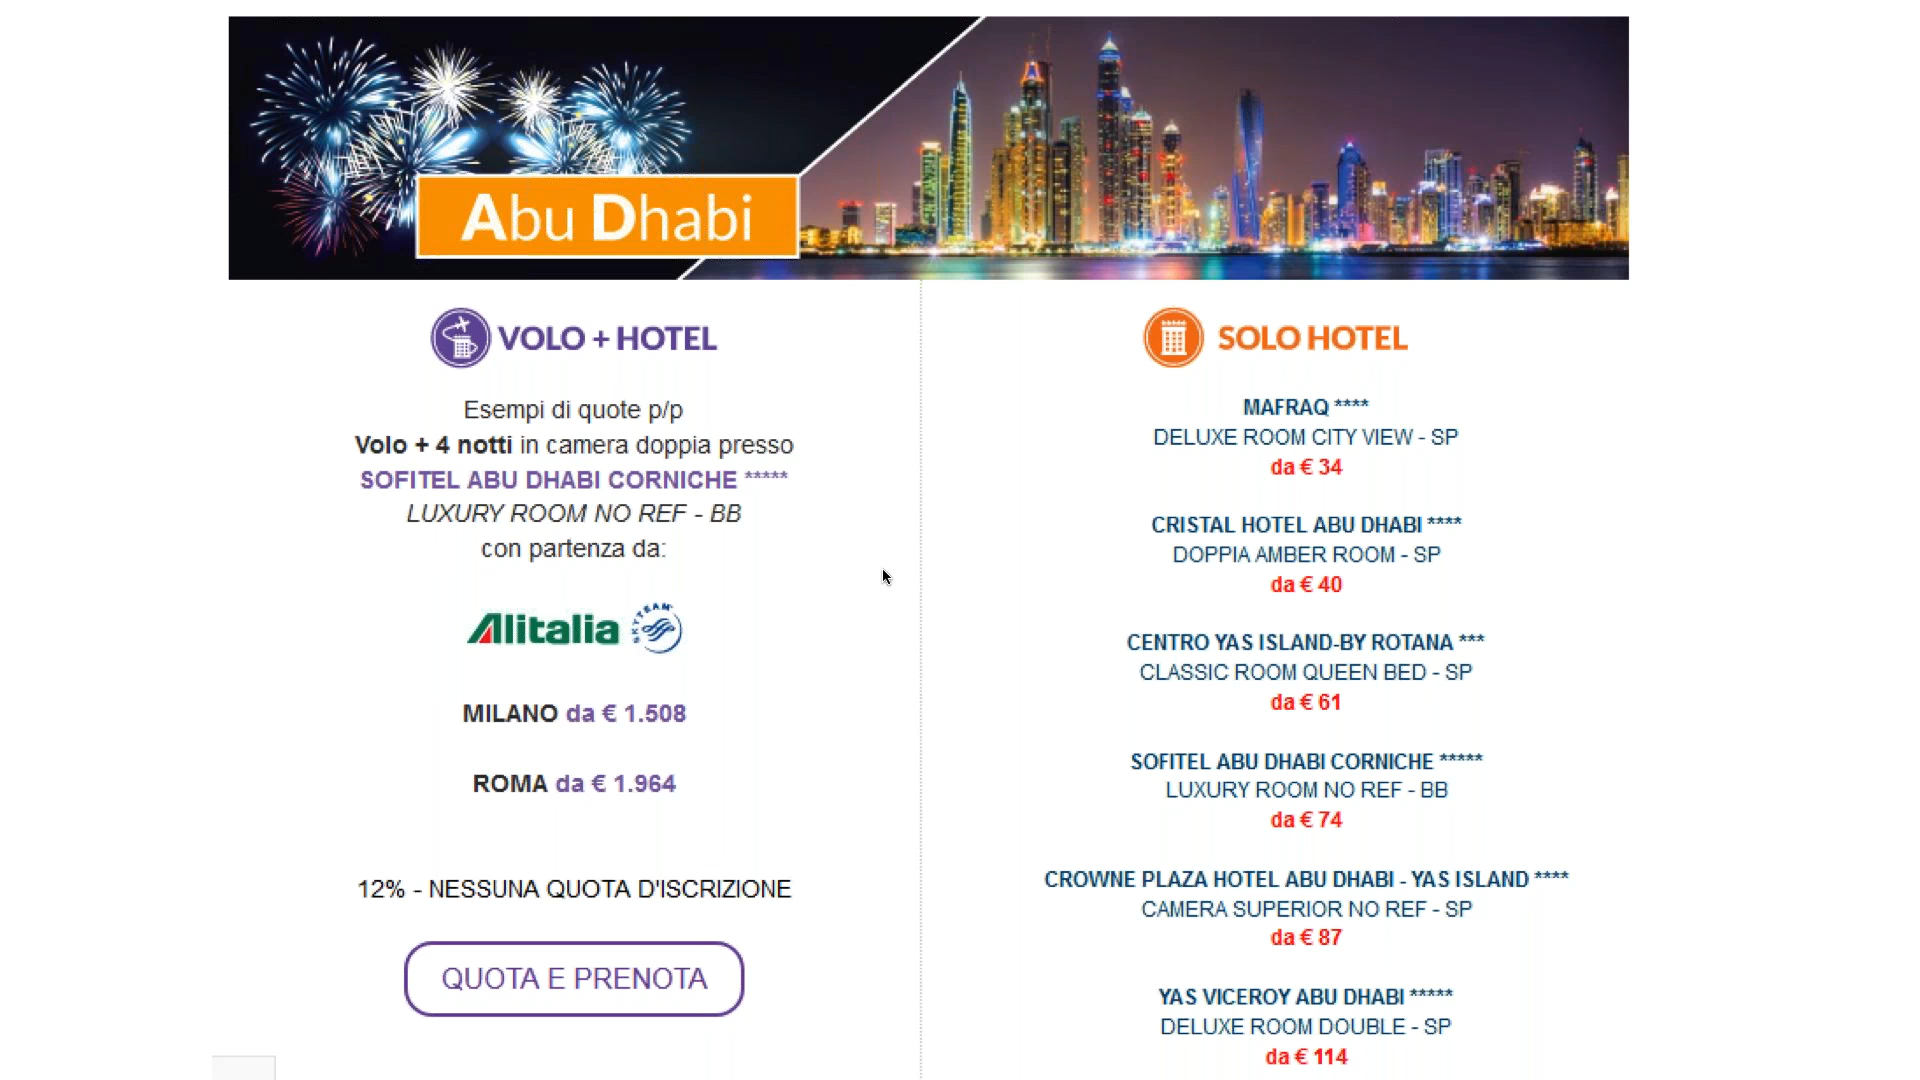 Abu Dhabi
VOLO + HOTEL
Esempi di quote p/p
Volo + 4 notti in camera doppia presso
SOFITEL ABU DHABI CORNICHE *****
LUXURY ROOM NO REF - BB
con partenza da:
Alitalia SKYTEAM
MILANO da € 1.508
ROMA da € 1.964
12% - NESSUNA QUOTA D'ISCRIZIONE
QUOTA E PRENOTA
SOLO HOTEL
MAFRAQ ****
DELUXE ROOM CITY VIEW - SP
da € 34
CRISTAL HOTEL ABU DHABI ****
DOPPIA AMBER ROOM - SP
da € 40
CENTRO YAS ISLAND-BY ROTANA ***
CLASSIC ROOM QUEEN BED - SP
da € 61
SOFITEL ABU DHABI CORNICHE *****
LUXURY ROOM NO REF - BB
da € 74
CROWNE PLAZA HOTEL ABU DHABI - YAS ISLAND ****
CAMERA SUPERIOR NO REF - SP
da € 87
YAS VICEROY ABU DHABI *****
DELUXE ROOM DOUBLE - SP
da € 114